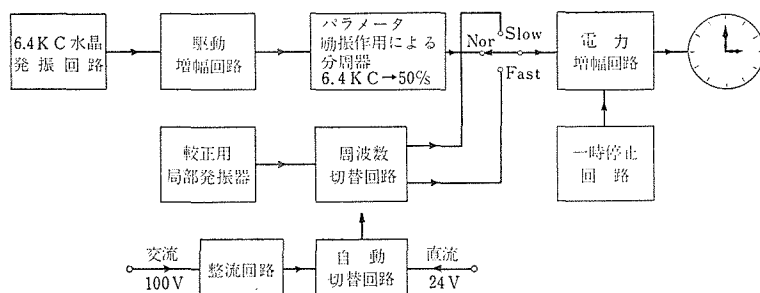 6.4KC水晶
発振回路
駆動
増幅回路
パラメータ
励振作用による
分周器
6.4KC→50c/s
Nor
Slow
Fast
電力
増幅回路
較正用
局部発振器
周波数
切替回路
一時停止
回路
交流
100V
整流回路
自動
切替回路
直流
24V